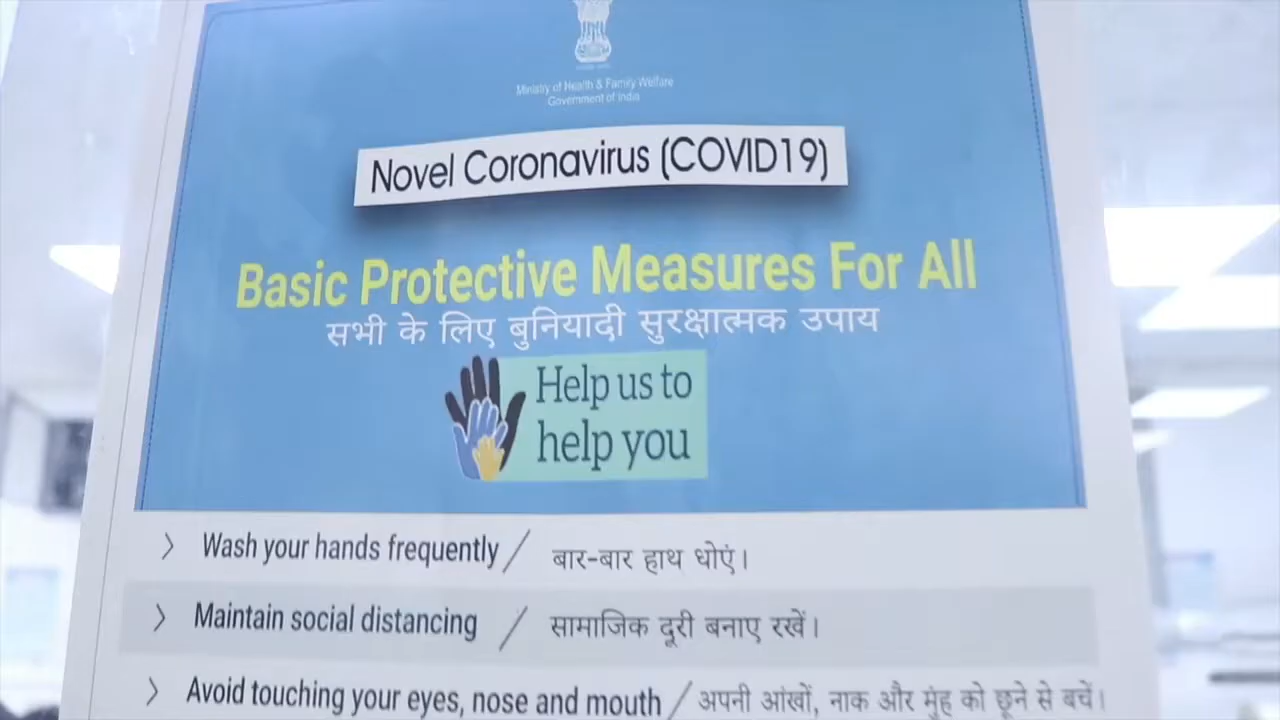 Ministry of Health & Family Welfare
Government of India
Novel Coronavirus (COVID19)
Basic Protective Measures For All
सभी के लिए बुनियादी सुरक्षात्मक उपाय
Help us to
help you
Wash your hands frequently / बार-बार हाथ धोएं।
Maintain social distancing / सामाजिक दूरी बनाए रखें।
Avoid touching your eyes, nose and mouth / अपनी आंखों, नाक और मुंह को छूने से बचें।